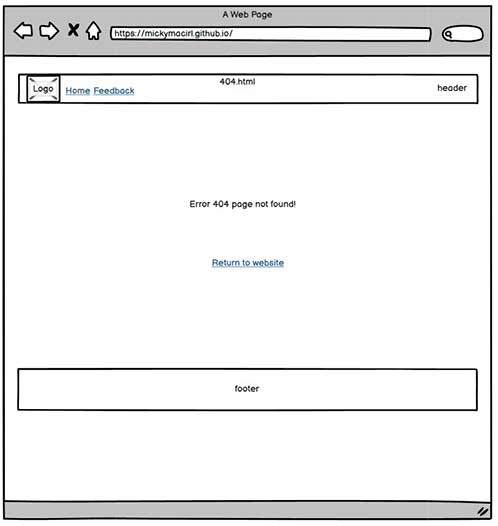 A Web Page
https://mickymacirl.github.io/
404.html
Logo
Home Feedback
header
Error 404 page not found!
Return to website
footer